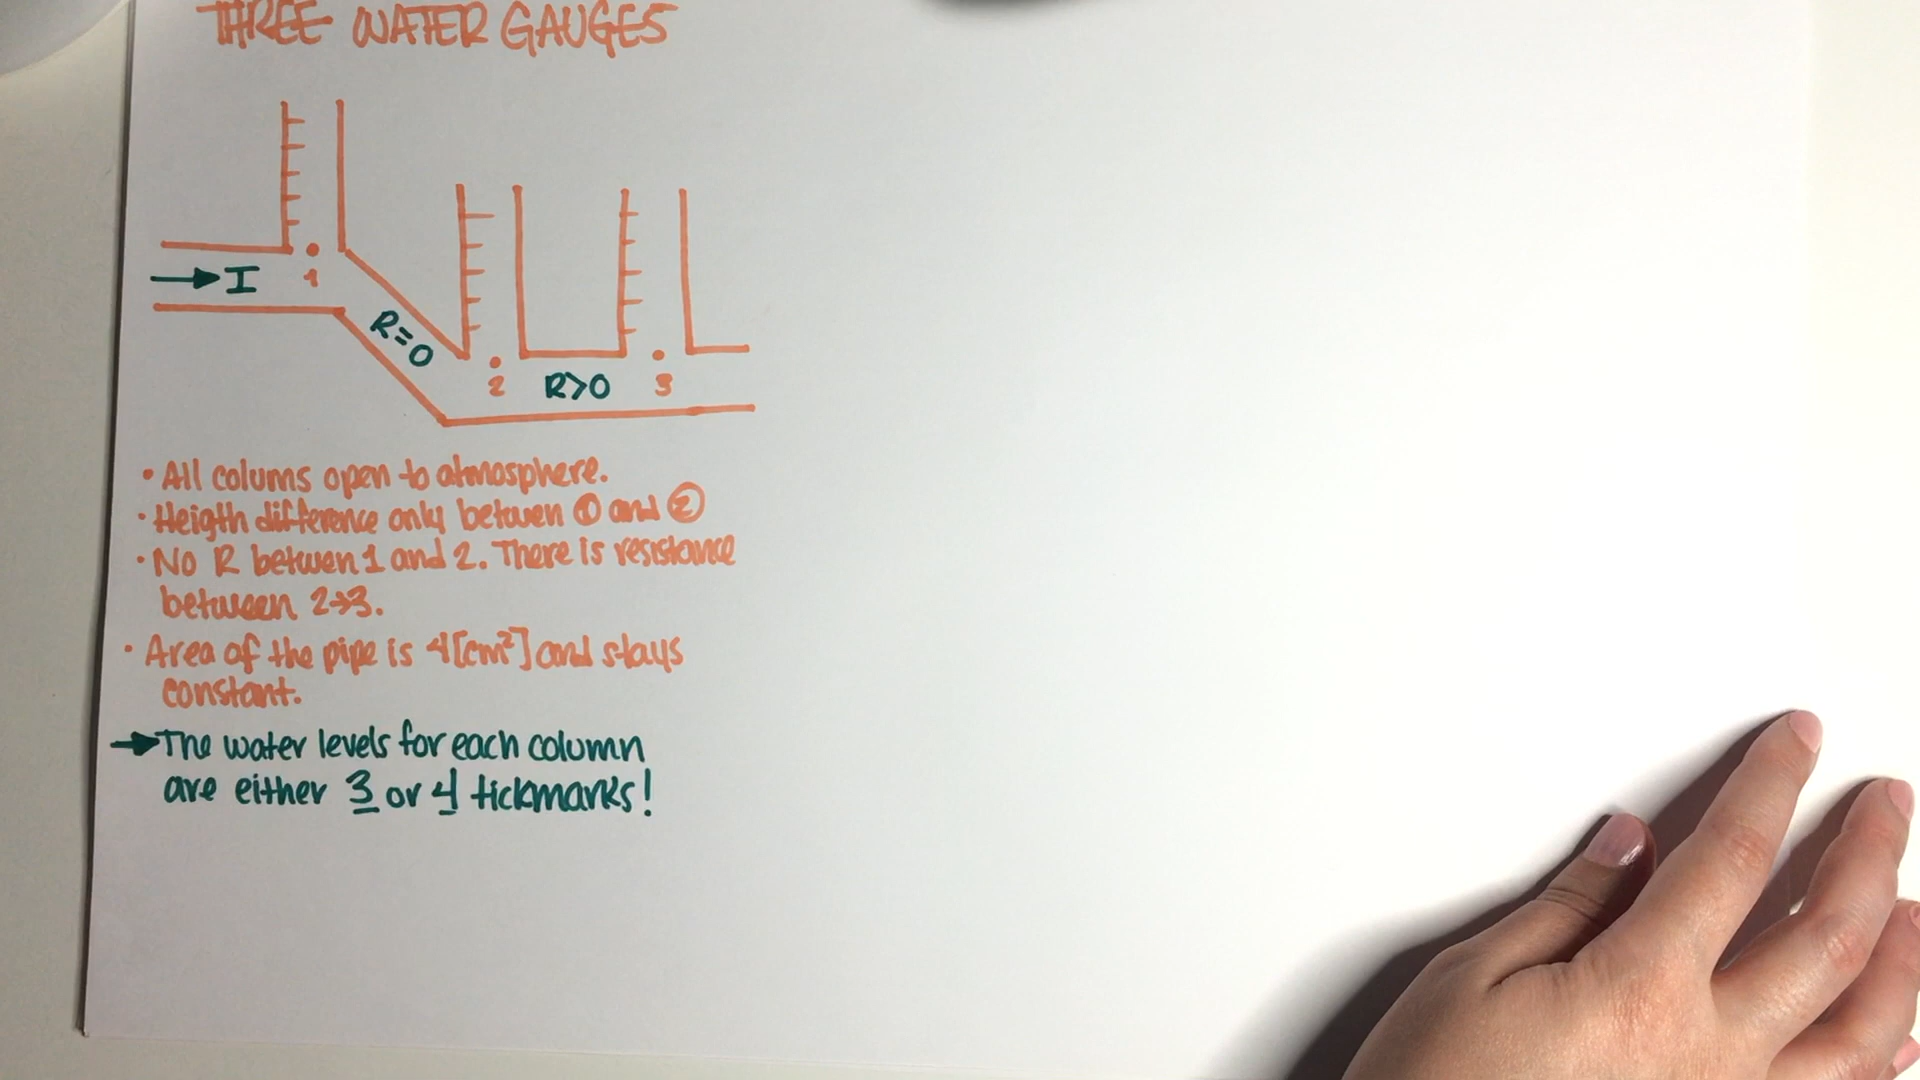 THREE WATER GAUGES
→ I
1
R=0
2
R>0
3
• All colums open to atmosphere.
• Heigth difference only betwen ① and ②
• No R betwen 1 and 2. There is resistance
between 2→3.
• Area of the pipe is 4[cm²] and stays
constant.
→ The water levels for each column
are either 3 or 4 tickmarks!